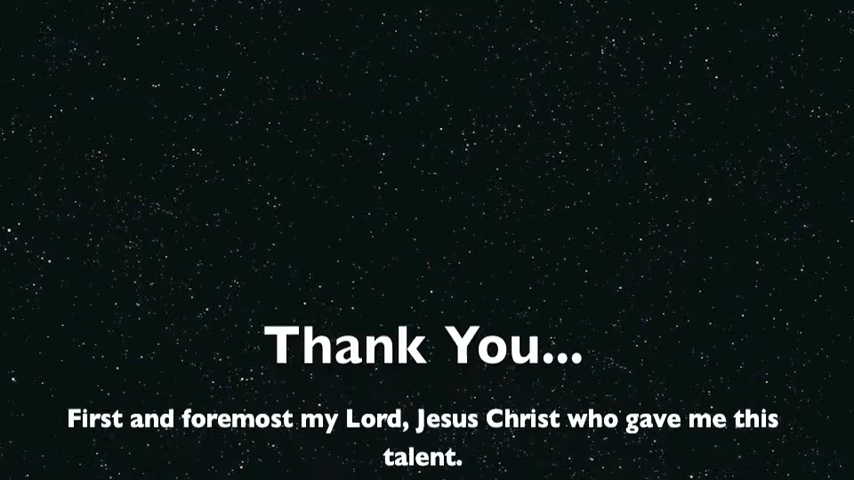 Thank You...
First and foremost my Lord, Jesus Christ who gave me this
talent.